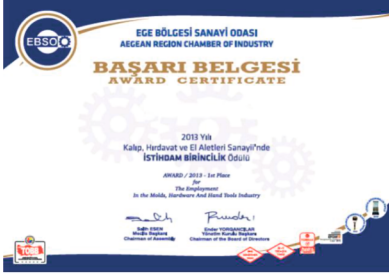 EBSO
EGE BÖLGESİ SANAYİ ODASI
AEGEAN REGION CHAMBER OF INDUSTRY
BAŞARI BELGESİ
AWARD CERTIFICATE
2013 Yılı
Kalıp, Hırdavat ve El Aletleri Sanayii'nde
İSTİHDAM BİRİNCİLİK Ödülü
AWARD / 2013 - 1st Place
for
The Employment
In the Molds, Hardware And Hand Tools Industry
Salih ESEN
Meclis Başkanı
Chairman of Assembly
Ender YORGANCILAR
Yönetim Kurulu Başkanı
Chairman of the Board of Directors